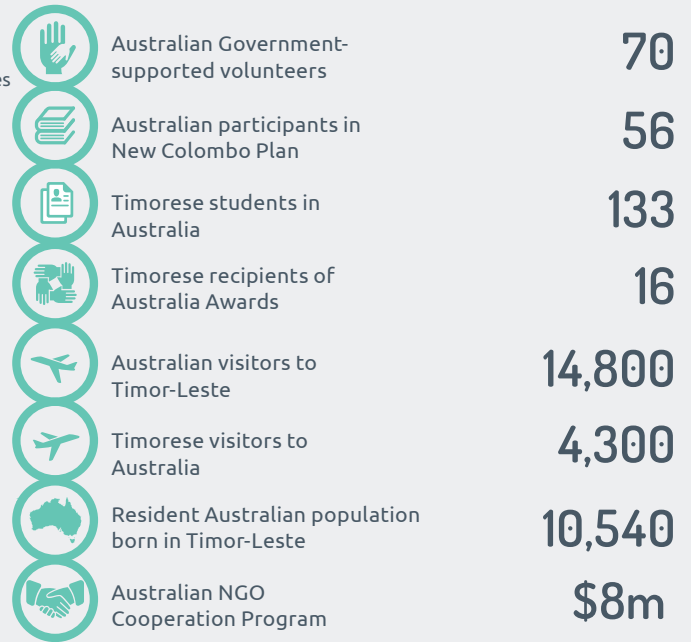 Australian Government-
supported volunteers
70
es
Australian participants in
New Colombo Plan
56
Timorese students in
Australia
133
Timorese recipients of
Australia Awards
16
Australian visitors to
Timor-Leste
14,800
Timorese visitors to
Australia
4,300
Resident Australian population
born in Timor-Leste
10,540
Australian NGO
Cooperation Program
$8m